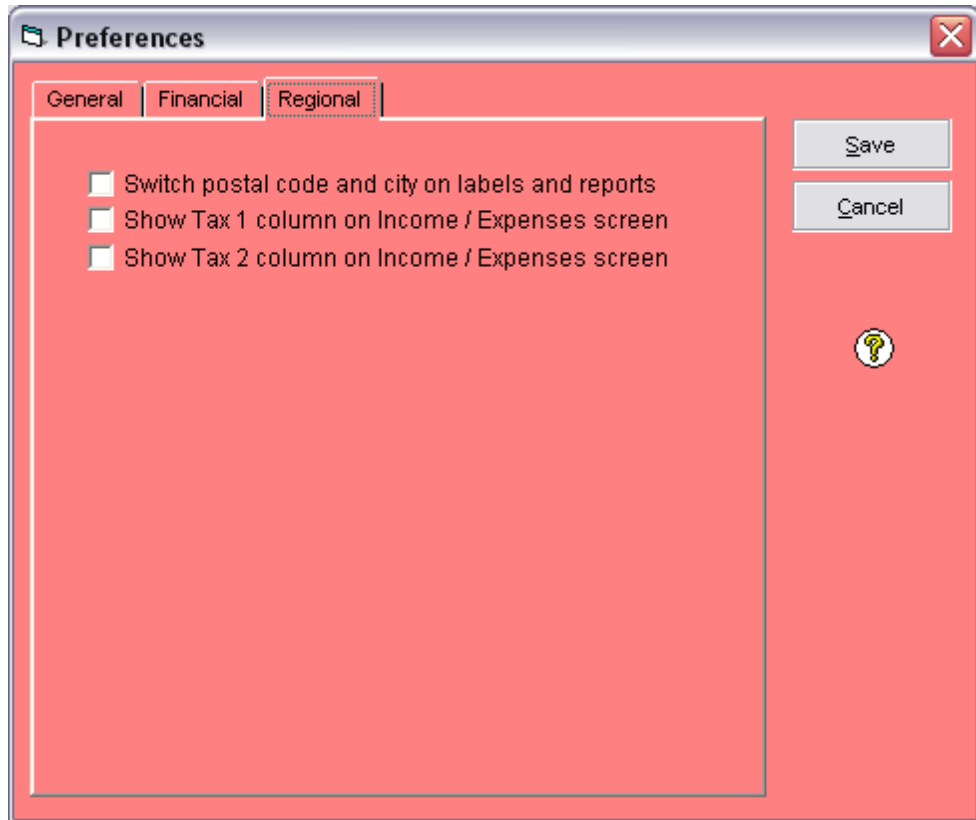 Preferences
General Financial Regional
Save
Cancel
Switch postal code and city on labels and reports
Show Tax 1 column on Income / Expenses screen
Show Tax 2 column on Income / Expenses screen
?